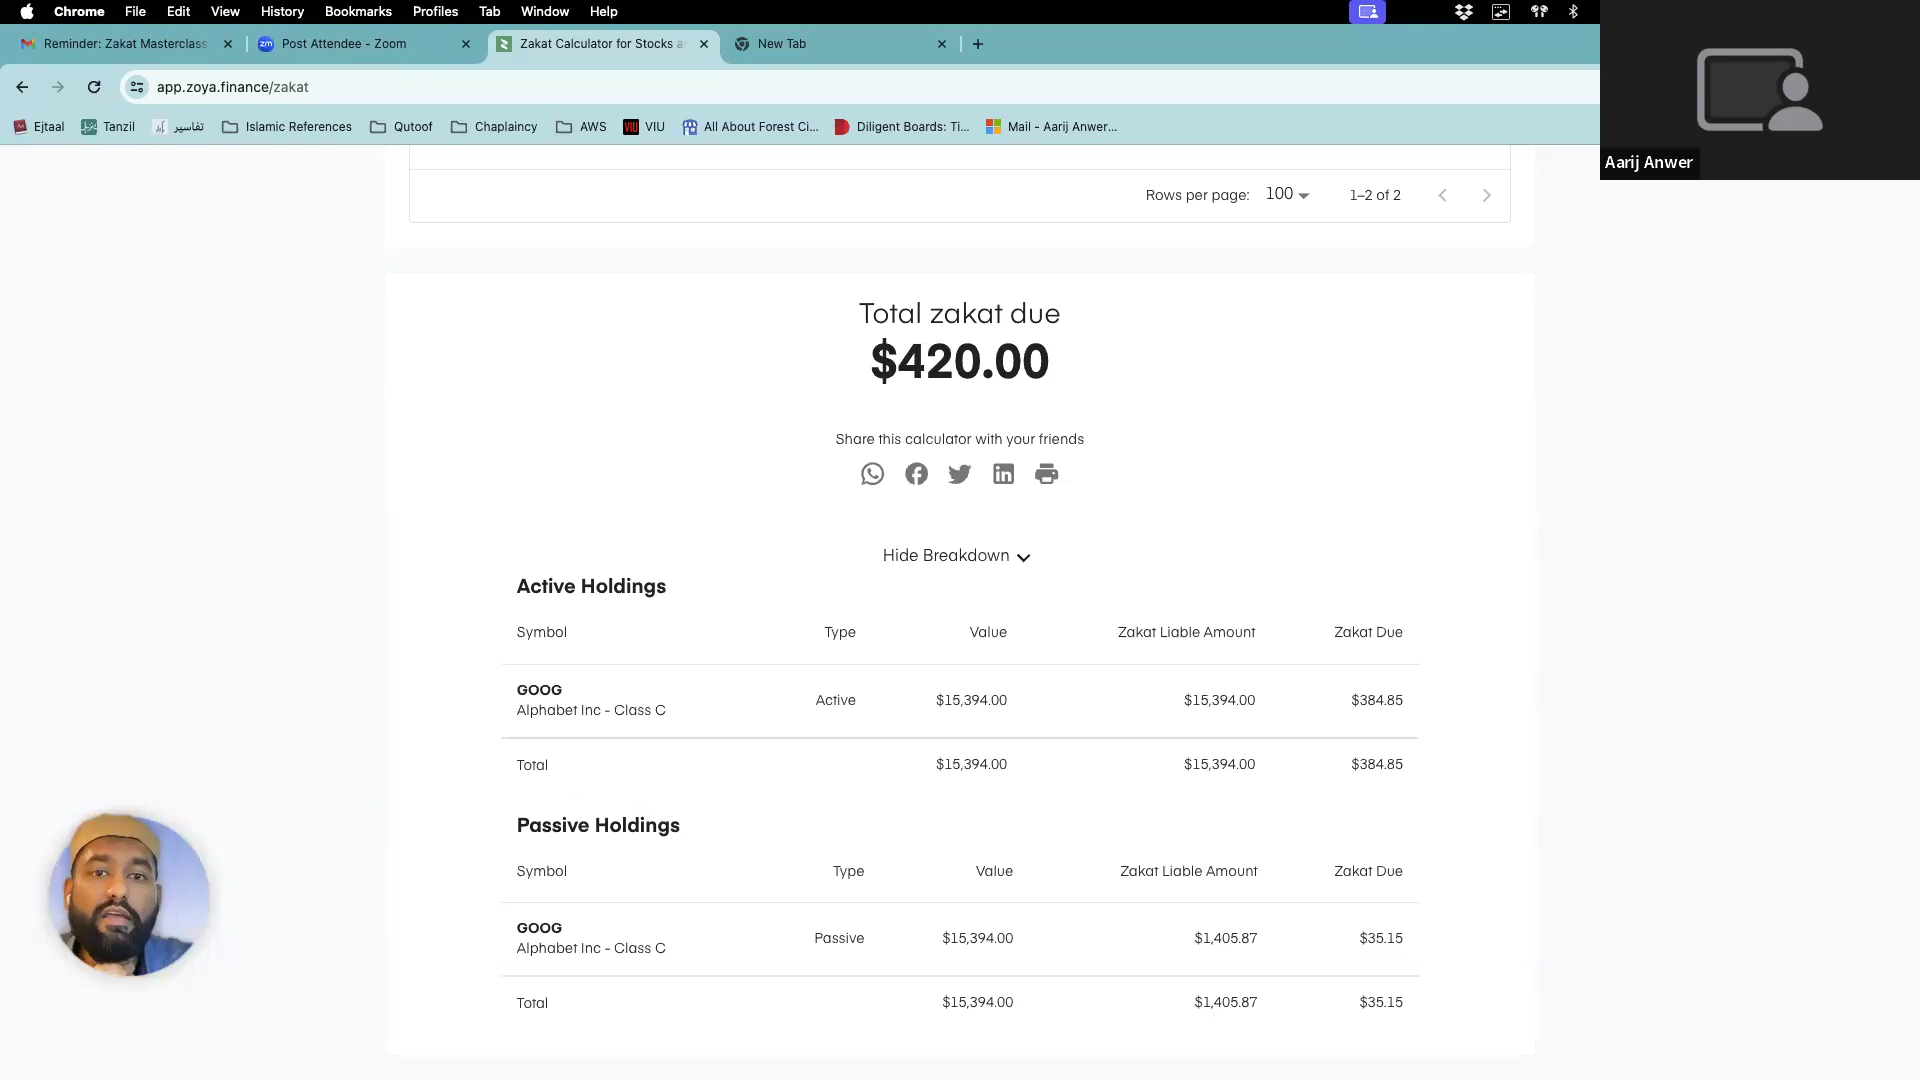 Chrome File Edit View History Bookmarks Profiles Tab Window Help
Reminder: Zakat Masterclass
zm Post Attendee - Zoom
Zakat Calculator for Stocks a
New Tab
app.zoya.finance/zakat
Ejtaal Tanzil تفاسير Islamic References Qutoof Chaplaincy AWS VIU VIU All About Forest Ci... Diligent Boards: Ti... Mail - Aarij Anwer...
Aarij Anwer
Rows per page: 100 1–2 of 2
Total zakat due
$420.00
Share this calculator with your friends
Hide Breakdown
Active Holdings
Symbol Type Value Zakat Liable Amount Zakat Due
GOOG
Alphabet Inc - Class C
Active $15,394.00 $15,394.00 $384.85
Total $15,394.00 $15,394.00 $384.85
Passive Holdings
Symbol Type Value Zakat Liable Amount Zakat Due
GOOG
Alphabet Inc - Class C
Passive $15,394.00 $1,405.87 $35.15
Total $15,394.00 $1,405.87 $35.15